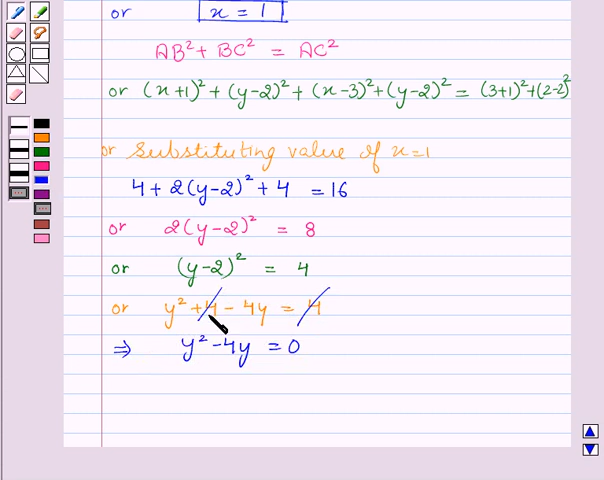 or x = 1
AB² + BC² = AC²
or (x+1)² + (y-2)² + (x-3)² + (y-2)² = (3+1)² + (2-2)²
or Substituting value of x=1
4 + 2(y-2)² + 4 = 16
or 2(y-2)² = 8
or (y-2)² = 4
or y² + 4 - 4y = 4
⇒ y² - 4y = 0